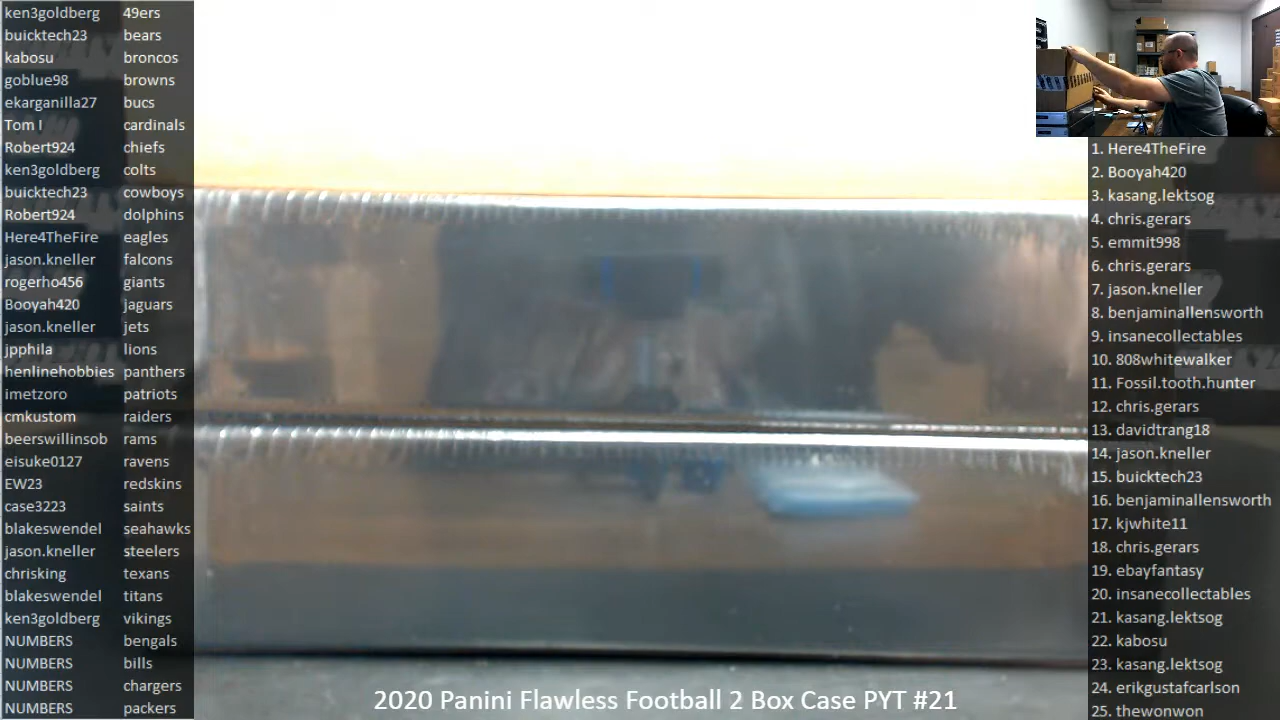 ken3goldberg 49ers
buicktech23 bears
kabosu broncos
goblue98 browns
ekarganilla27 bucs
Tom I cardinals
Robert924 chiefs
ken3goldberg colts
buicktech23 cowboys
Robert924 dolphins
Here4TheFire eagles
jason.kneller falcons
rogerho456 giants
Booyah420 jaguars
jason.kneller jets
jpphila lions
henlinehobbies panthers
imetzoro patriots
cmkustom raiders
beerswillinsob rams
eisuke0127 ravens
EW23 redskins
case3223 saints
blakeswendel seahawks
jason.kneller steelers
chrisking texans
blakeswendel titans
ken3goldberg vikings
NUMBERS bengals
NUMBERS bills
NUMBERS chargers
NUMBERS packers
2020 Panini Flawless Football 2 Box Case PYT #21
1. Here4TheFire
2. Booyah420
3. kasang.lektsog
4. chris.gerars
5. emmit998
6. chris.gerars
7. jason.kneller
8. benjaminallensworth
9. insanecollectables
10. 808whitewalker
11. Fossil.tooth.hunter
12. chris.gerars
13. davidtrang18
14. jason.kneller
15. buicktech23
16. benjaminallensworth
17. kjwhite11
18. chris.gerars
19. ebayfantasy
20. insanecollectables
21. kasang.lektsog
22. kabosu
23. kasang.lektsog
24. erikgustafcarlson
25. thewonwon